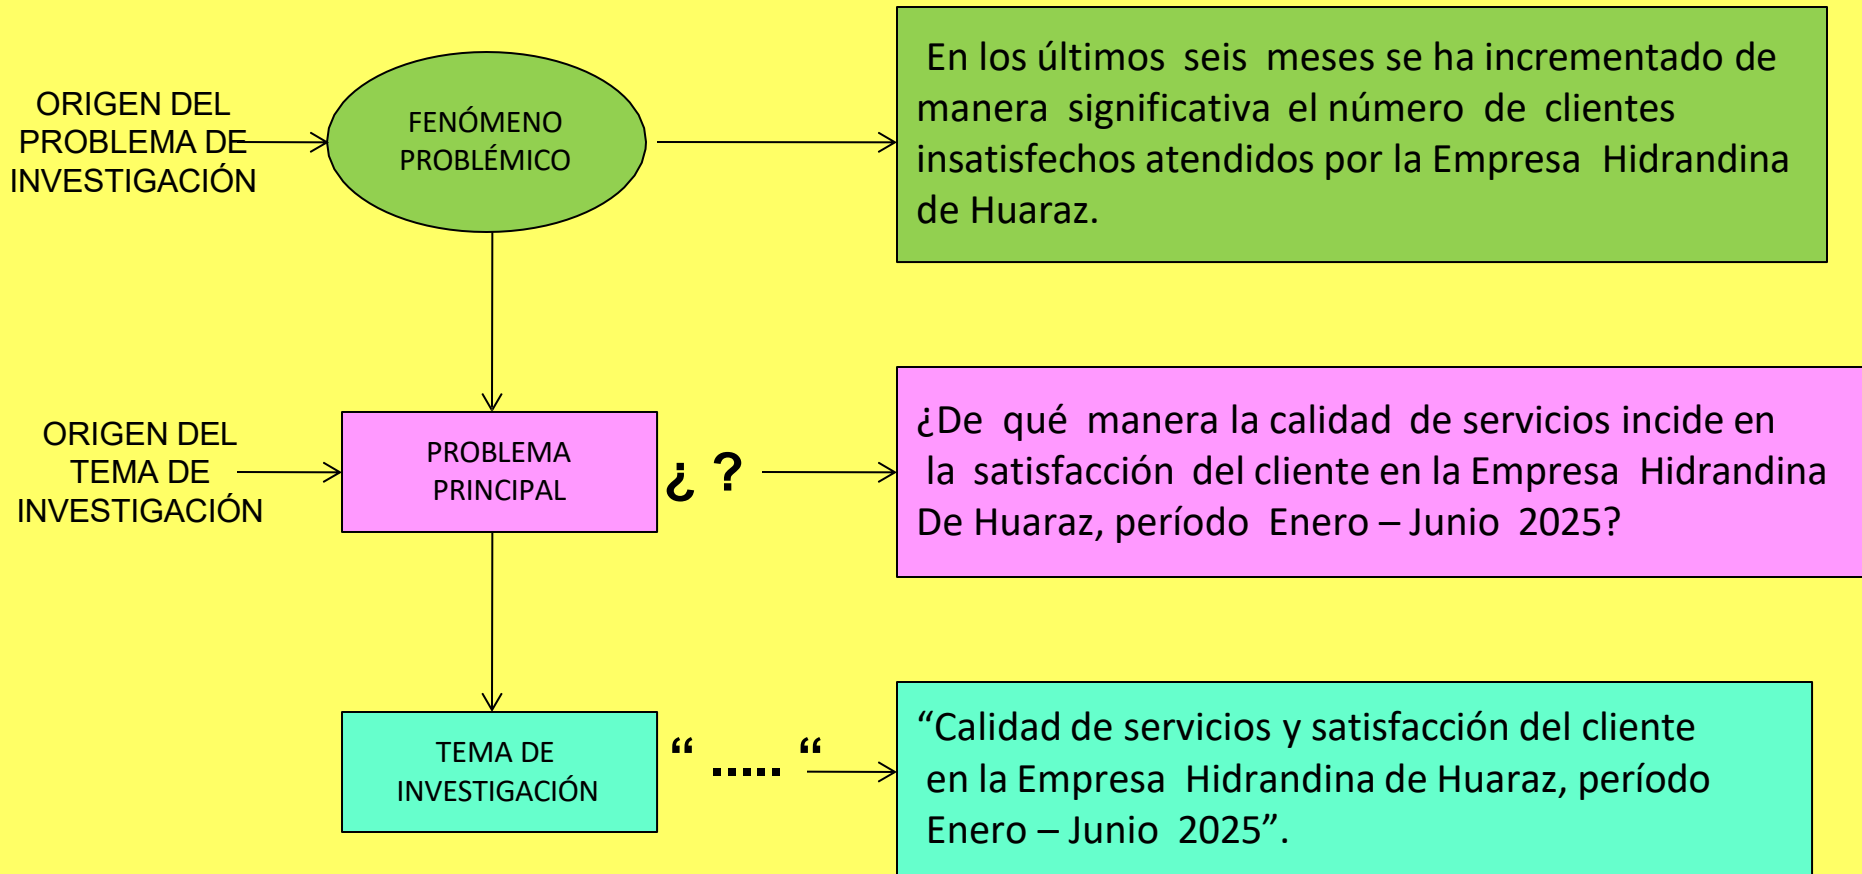 ORIGEN DEL
PROBLEMA DE
INVESTIGACIÓN
FENÓMENO
PROBLÉMICO
En los últimos seis meses se ha incrementado de
manera significativa el número de clientes
insatisfechos atendidos por la Empresa Hidrandina
de Huaraz.
ORIGEN DEL
TEMA DE
INVESTIGACIÓN
PROBLEMA
PRINCIPAL
¿ ?
¿De qué manera la calidad de servicios incide en
la satisfacción del cliente en la Empresa Hidrandina
De Huaraz, período Enero – Junio 2025?
TEMA DE
INVESTIGACIÓN
“ ..... “
“Calidad de servicios y satisfacción del cliente
en la Empresa Hidrandina de Huaraz, período
Enero – Junio 2025”.